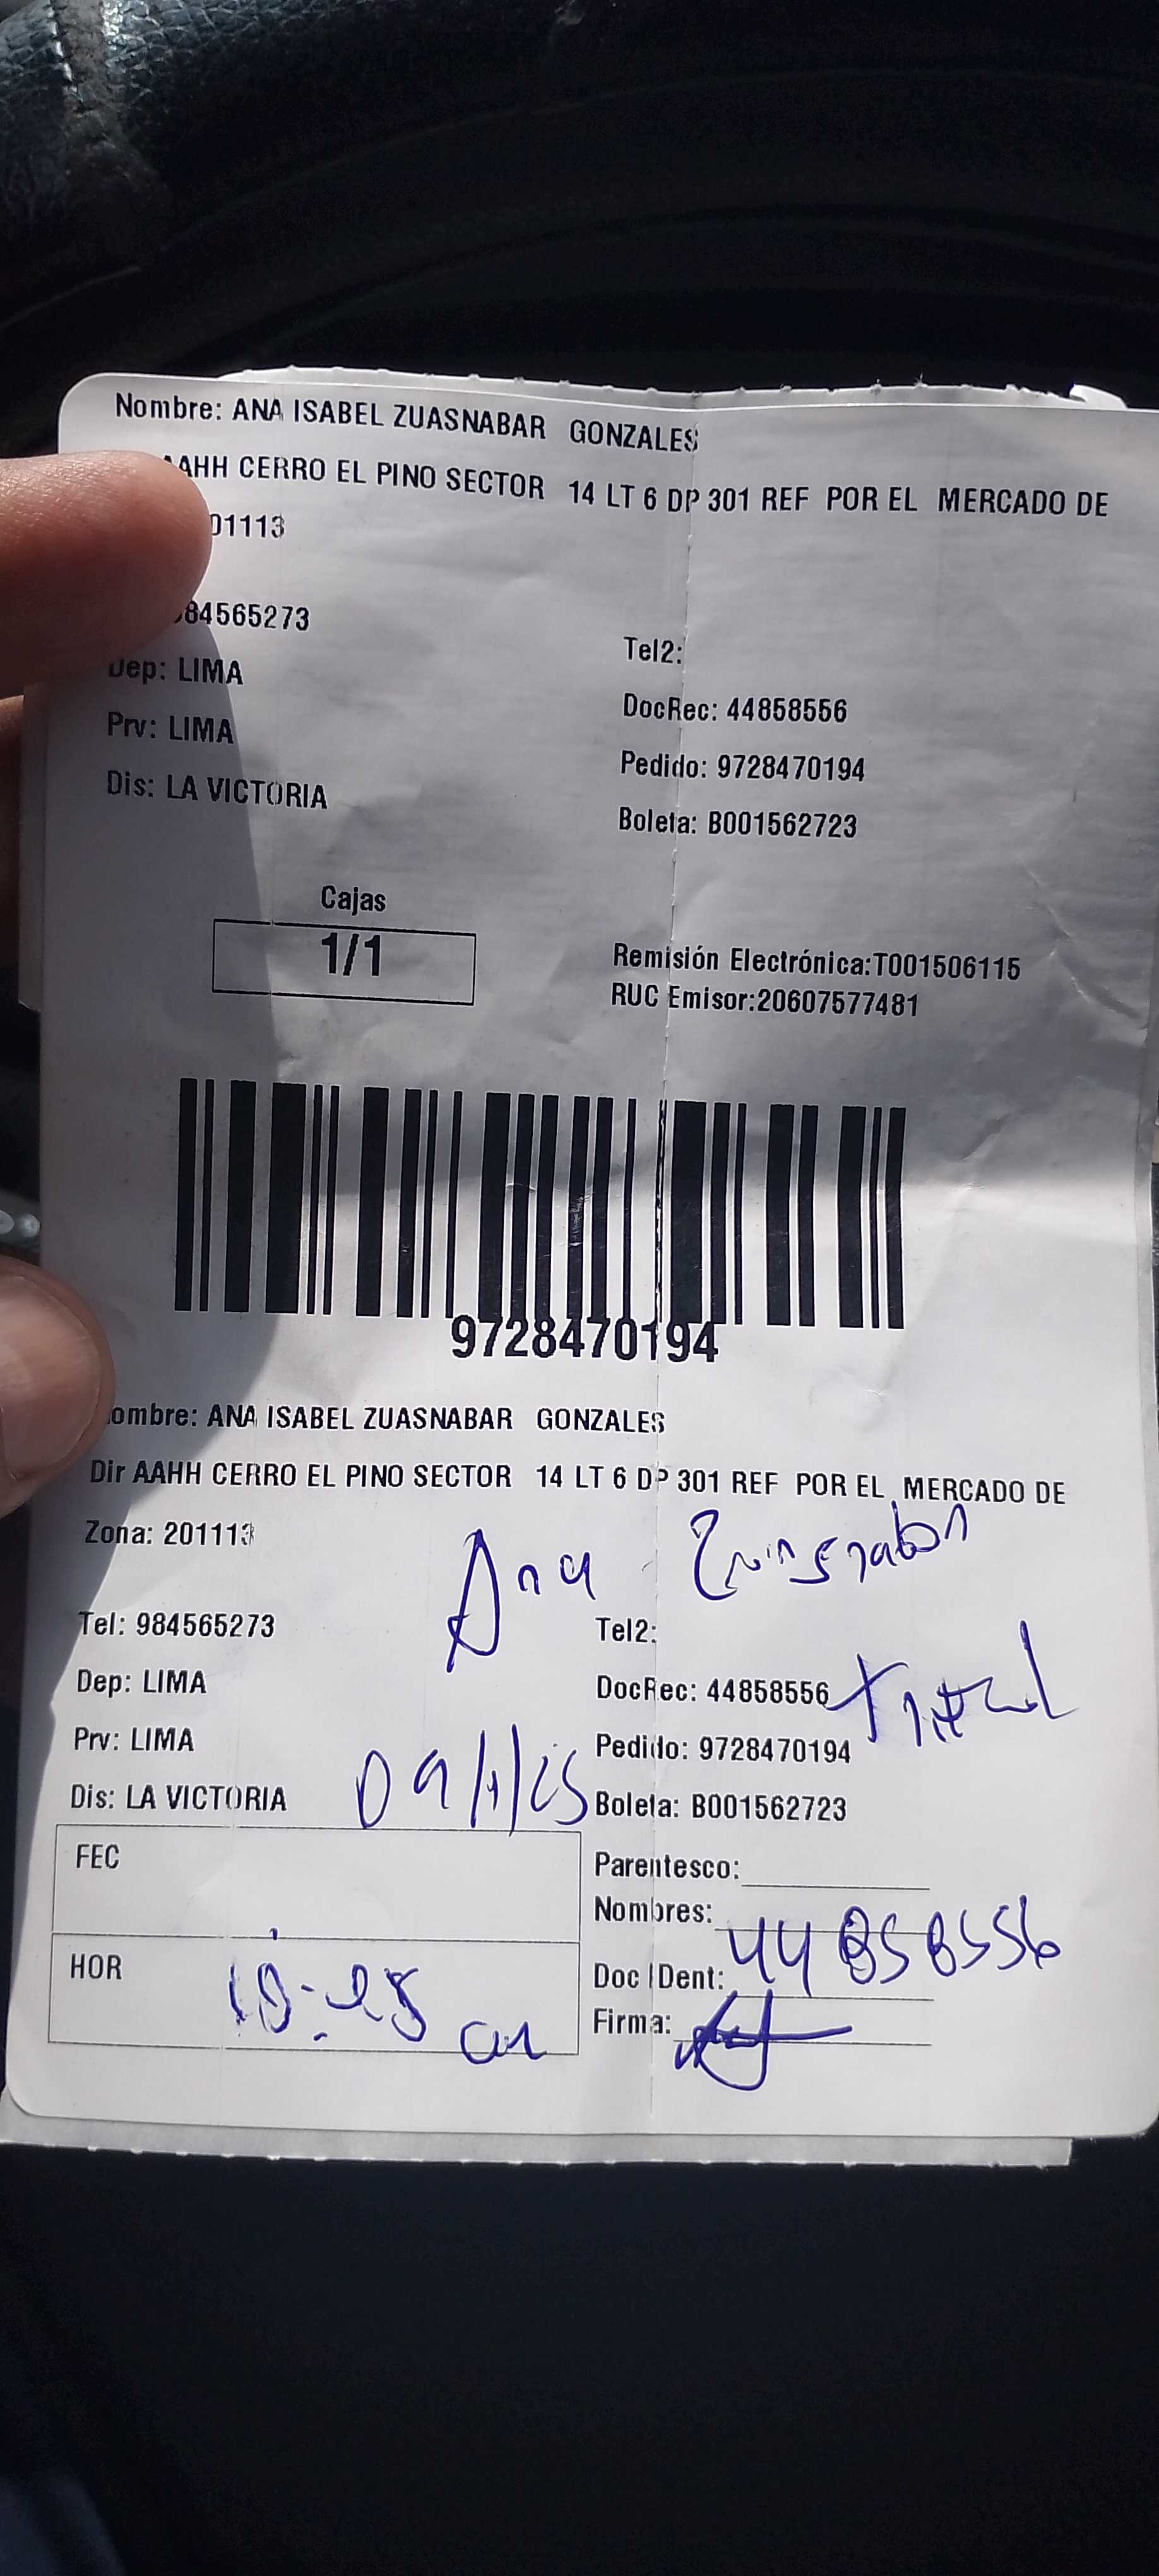 Nombre: ANA ISABEL ZUASNABAR GONZALES
AAHH CERRO EL PINO SECTOR 14 LT 6 DP 301 REF POR EL MERCADO DE
01113
84565273
Tel2:
Dep: LIMA
DocRec: 44858556
Prv: LIMA
Pedido: 9728470194
Dis: LA VICTORIA
Boleta: B001562723
Cajas
1/1
Remisión Electrónica:T001506115
RUC Emisor:20607577481
9728470194
ombre: ANA ISABEL ZUASNABAR GONZALES
Dir AAHH CERRO EL PINO SECTOR 14 LT 6 DP 301 REF POR EL MERCADO DE
Zona: 201113
Ana
Tel: 984565273
Tel2:
Dep: LIMA
DocRec: 44858556
Prv: LIMA
Pedido: 9728470194
Dis: LA VICTORIA
Boleta: B001562723
FEC
Parentesco:
Nombres:
HOR
Doc IDent: 44858556
Firma: